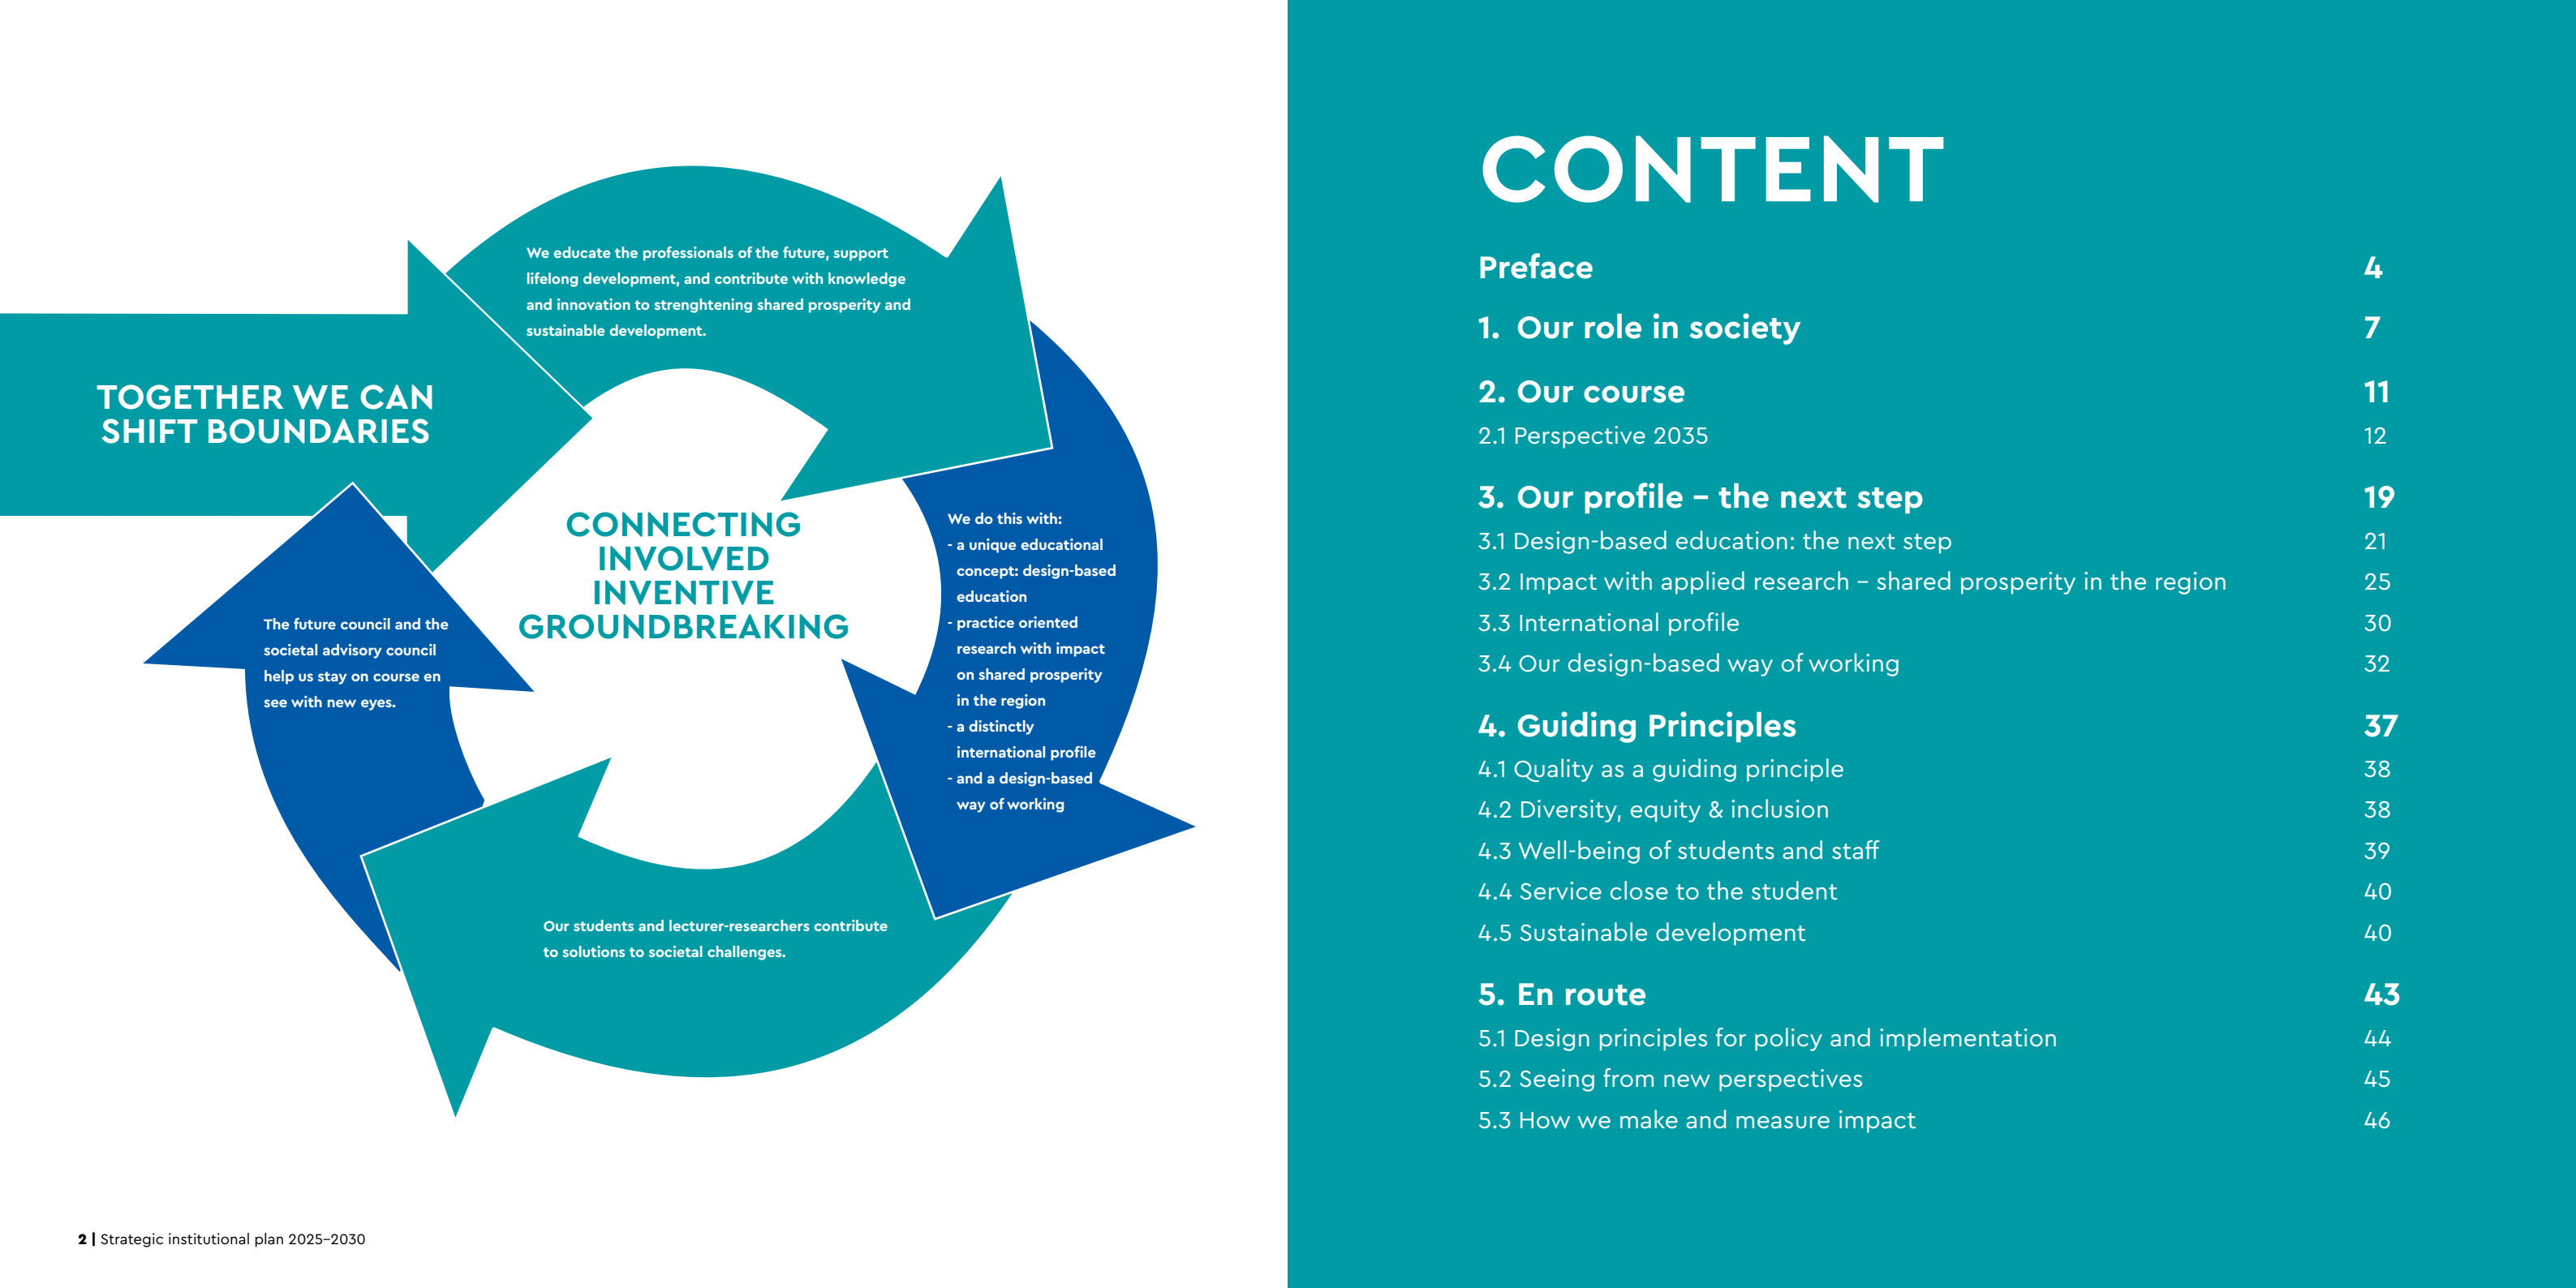 TOGETHER WE CAN
SHIFT BOUNDARIES
We educate the professionals of the future, support
lifelong development, and contribute with knowledge
and innovation to strenghtening shared prosperity and
sustainable development.
We do this with:
- a unique educational
concept: design-based
education
- practice oriented
research with impact
on shared prosperity
in the region
- a distinctly
international profile
- and a design-based
way of working
Our students and lecturer-researchers contribute
to solutions to societal challenges.
The future council and the
societal advisory council
help us stay on course en
see with new eyes.
CONNECTING
INVOLVED
INVENTIVE
GROUNDBREAKING
2 | Strategic institutional plan 2025–2030
CONTENT
Preface 4
1. Our role in society 7
2. Our course 11
2.1 Perspective 2035 12
3. Our profile – the next step 19
3.1 Design-based education: the next step 21
3.2 Impact with applied research – shared prosperity in the region 25
3.3 International profile 30
3.4 Our design-based way of working 32
4. Guiding Principles 37
4.1 Quality as a guiding principle 38
4.2 Diversity, equity & inclusion 38
4.3 Well-being of students and staff 39
4.4 Service close to the student 40
4.5 Sustainable development 40
5. En route 43
5.1 Design principles for policy and implementation 44
5.2 Seeing from new perspectives 45
5.3 How we make and measure impact 46